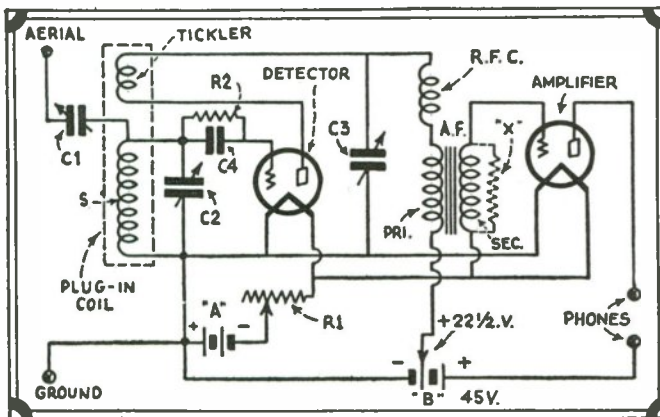 AERIAL
TICKLER
R2
DETECTOR
R.F.C.
AMPLIFIER
C1
C4
C3
A.F.
"X"
S
C2
PRI.
SEC.
PLUG-IN
COIL
"A"
+
-
R1
+22½.V.
PHONES
GROUND
-
+
"B"
45V.